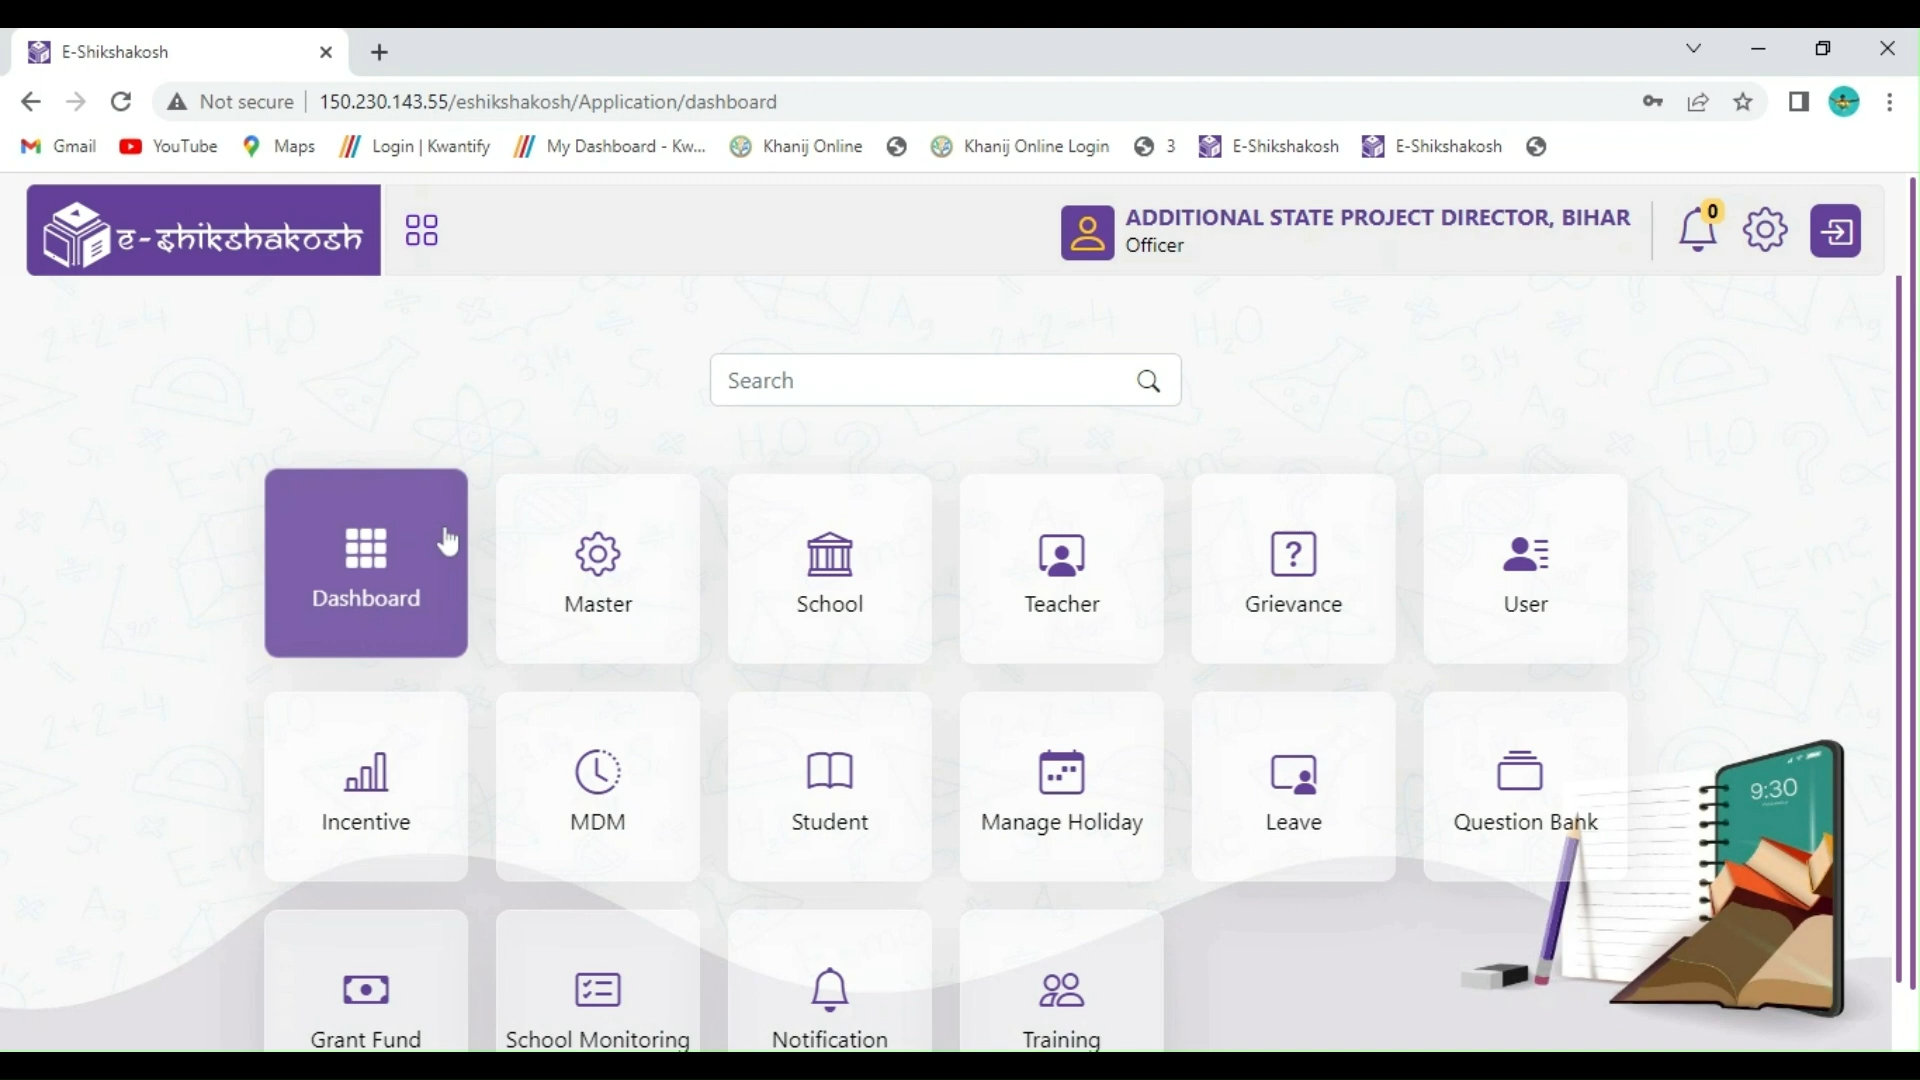 E-Shikshakosh
Not secure
150.230.143.55/eshikshakosh/Application/dashboard
Gmail
YouTube
Maps
Login | Kwantify
My Dashboard - Kw...
Khanij Online
Khanij Online Login
3
E-Shikshakosh
E-Shikshakosh
e-shikshakosh
ADDITIONAL STATE PROJECT DIRECTOR, BIHAR
Officer
0
Search
Dashboard
Master
School
Teacher
Grievance
User
Incentive
MDM
Student
Manage Holiday
Leave
Question Bank
9:30
Grant Fund
School Monitoring
Notification
Training